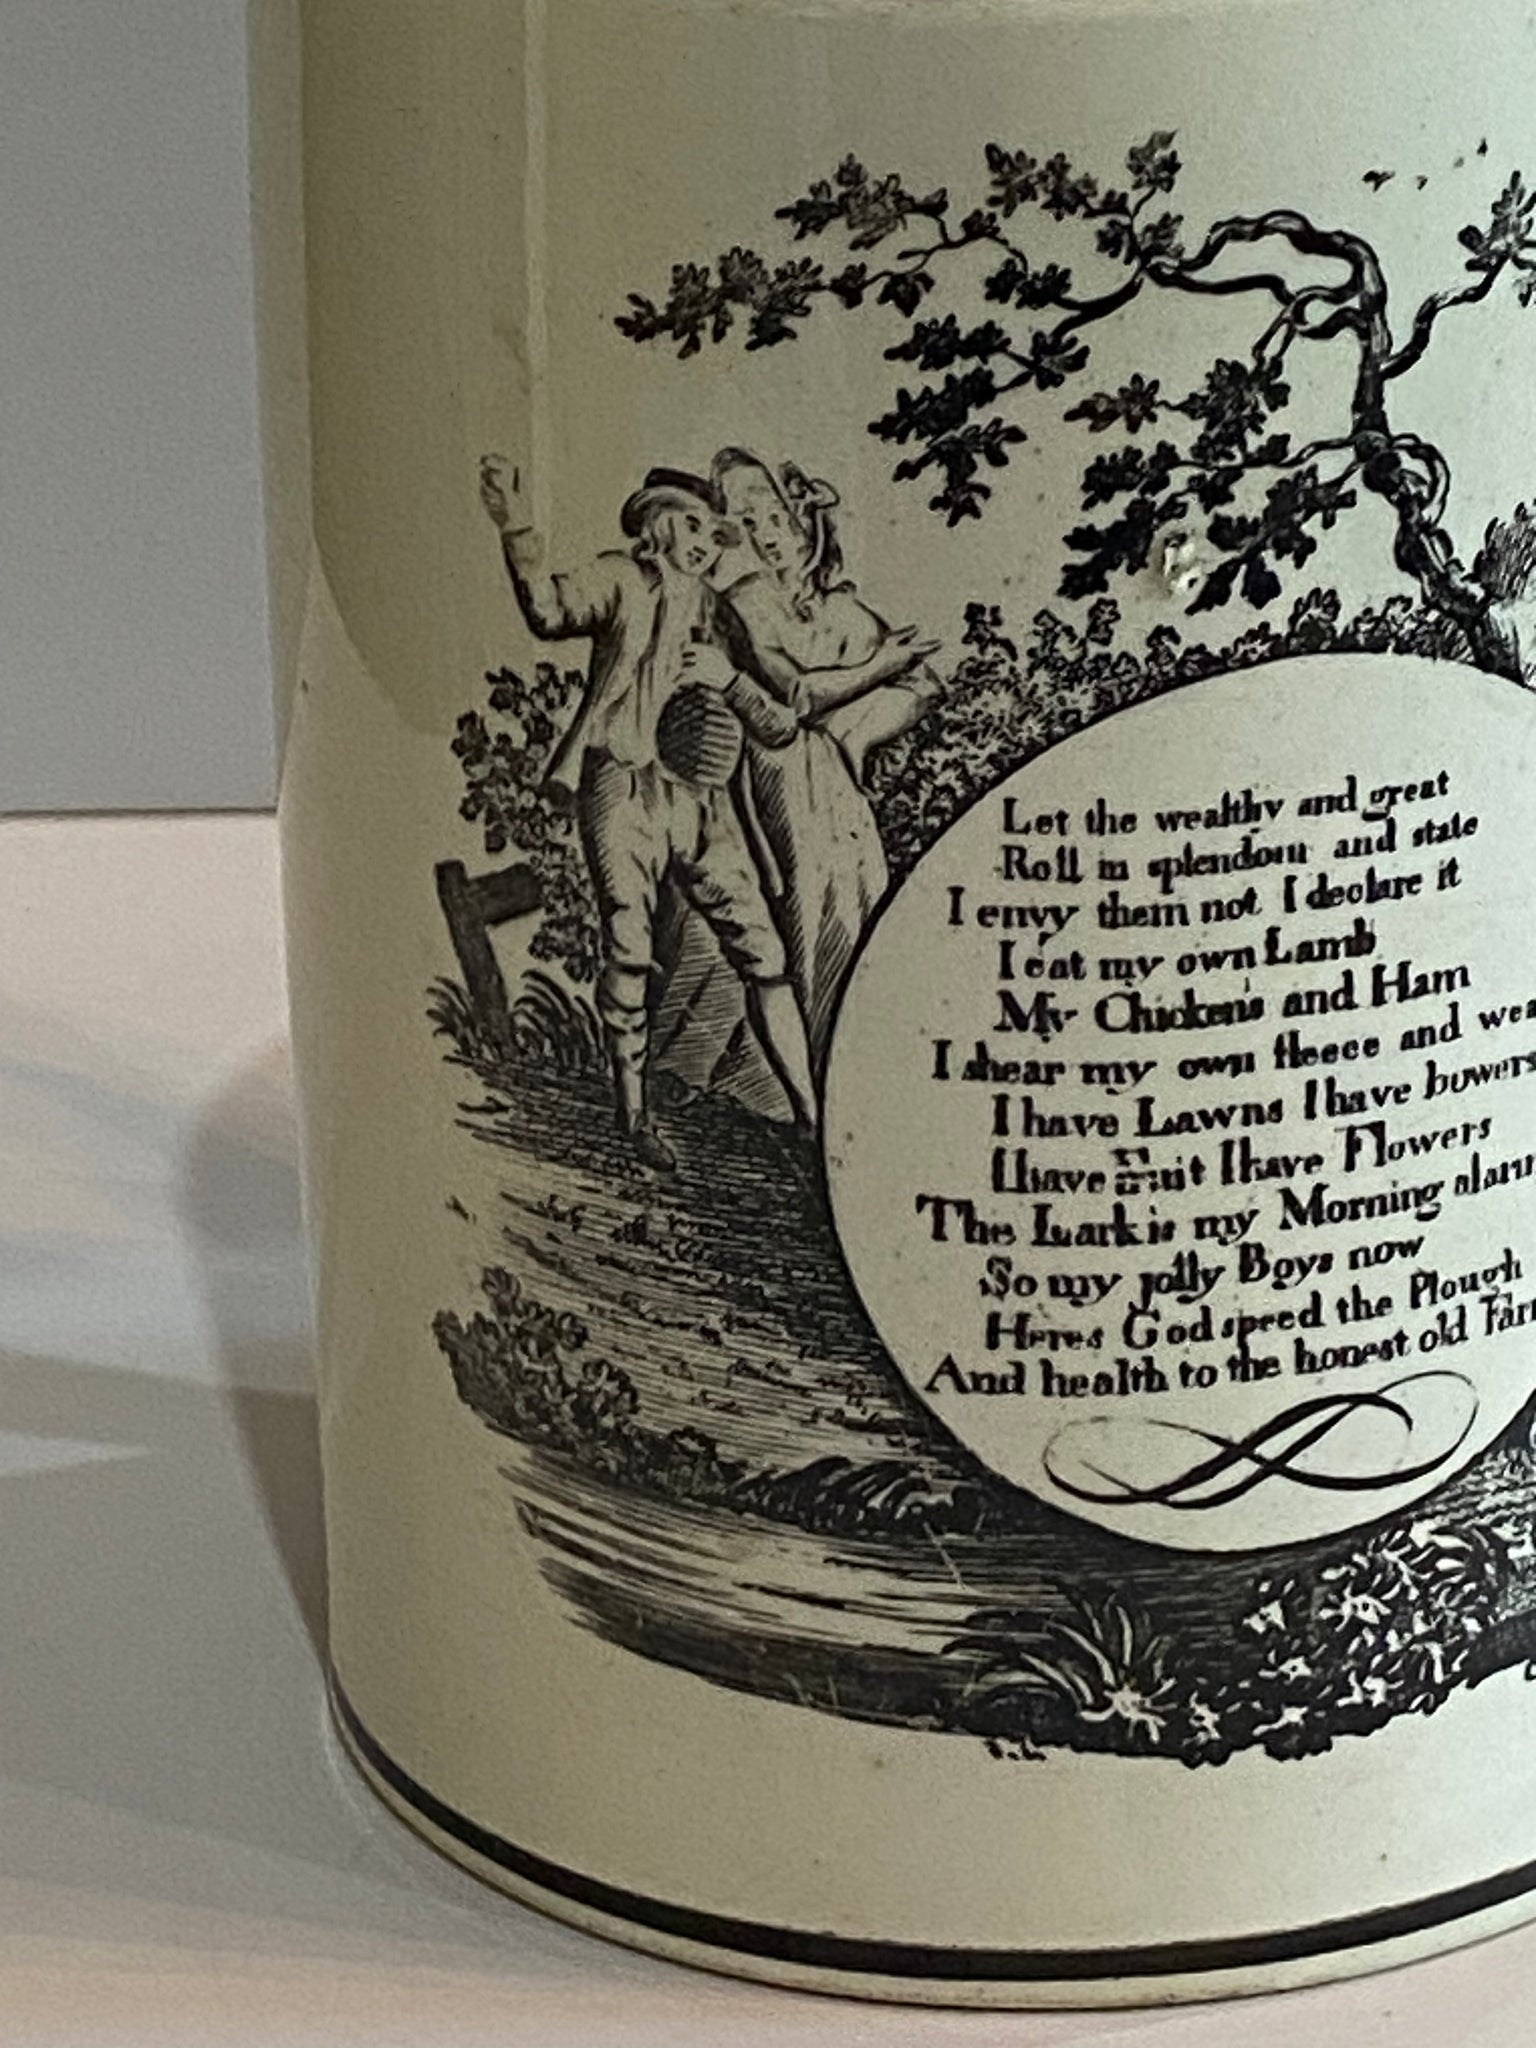 Let the wealthy and great
Roll in splendour and state
I envy them not I declare it
I eat my own Lamb
My Chickens and Ham
I shear my own fleece and
I have Lawns I have bowers
I have Fruit I have Flowers
The Lark is my Morning
So my jolly Boys now
Heres God speed the Plough
And health to the honest old